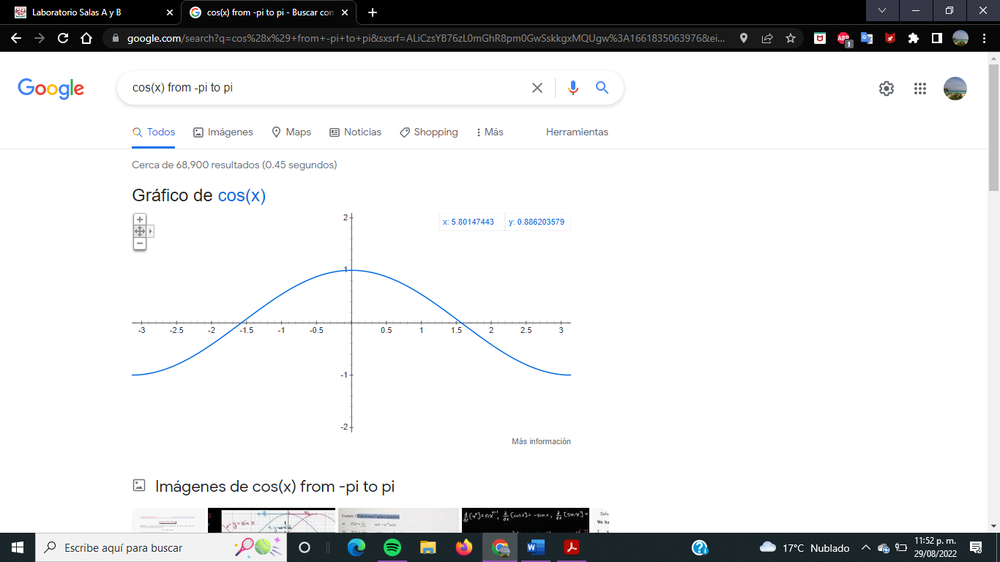 Laboratorio Salas A y B
cos(x) from -pi to pi - Buscar con
google.com/search?q=cos%28x%29+from+-pi+to+pi&sxsrf=ALiCzsYB76zL0mGhR8pm0GwSskkgxMQUgw%3A1661835063976&ei...
ABP
1
Google
cos(x) from -pi to pi
Todos
Imágenes
Maps
Noticias
Shopping
Más
Herramientas
Cerca de 68,900 resultados (0.45 segundos)
Gráfico de cos(x)
x: 5.80147443
y: 0.886203579
2
1
-3 -2.5 -2 -1.5 -1 -0.5 0.5 1 1.5 2 2.5 3
-1
-2
Más información
Imágenes de cos(x) from -pi to pi
y = sin x
Escribe aquí para buscar
17°C Nublado
11:52 p. m.
29/08/2022